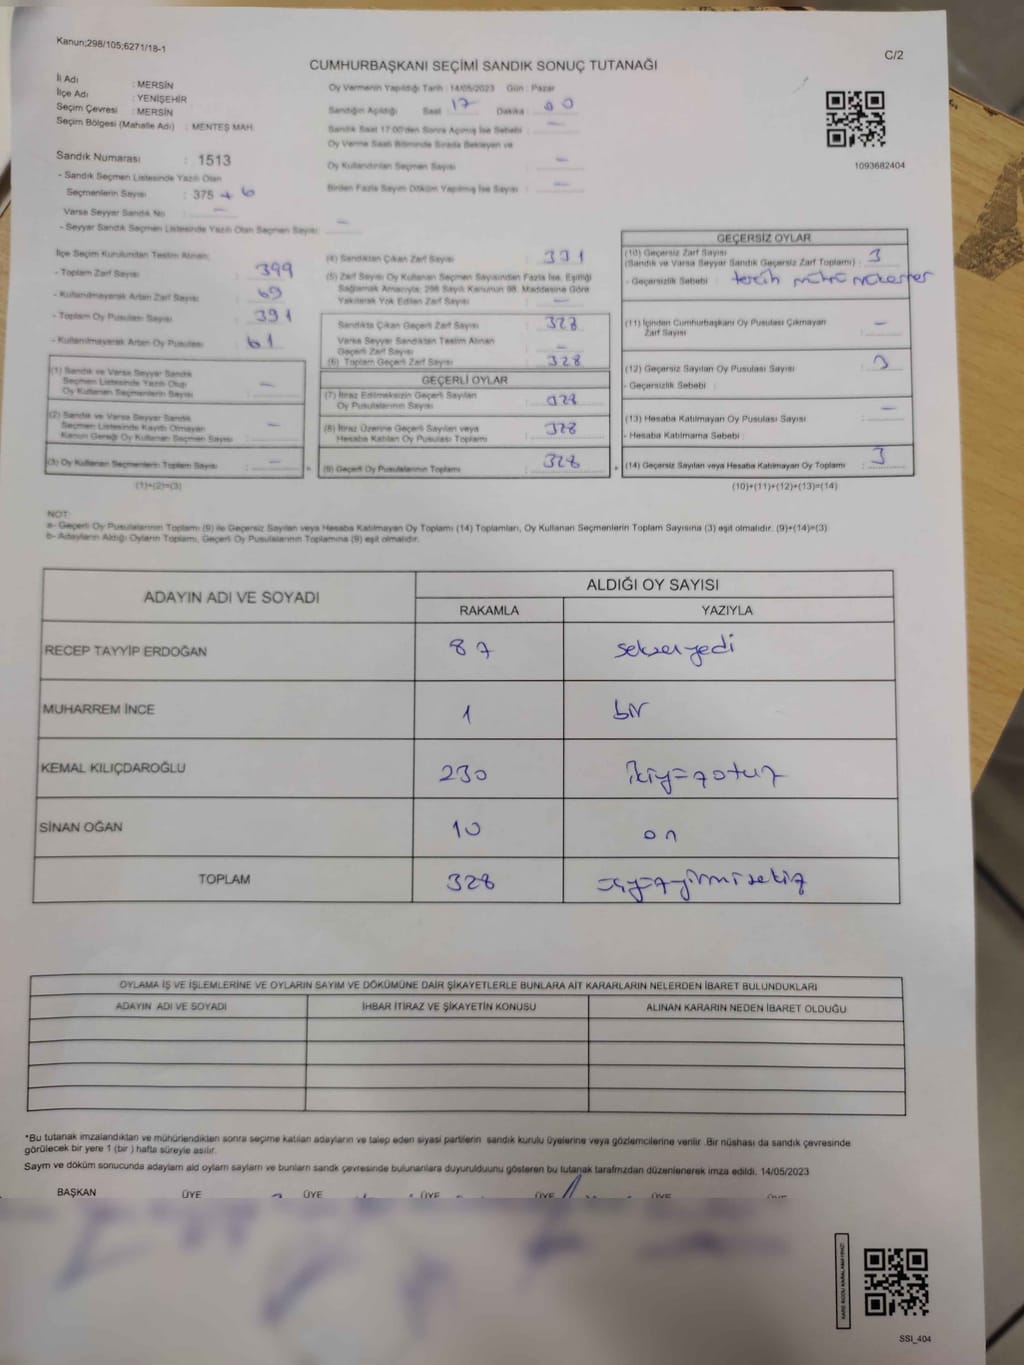 Kanun;298/105;6271/18-1
C/2
CUMHURBAŞKANI SEÇİMİ SANDIK SONUÇ TUTANAĞI
İl Adı : MERSİN
İlçe Adı : YENİŞEHİR
Seçim Çevresi : MERSİN
Seçim Bölgesi (Mahalle Adı) : MENTEŞ MAH.
Sandık Numarası : 1513
- Sandık Seçmen Listesinde Yazılı Olan
Seçmenlerin Sayısı : 375 + 6
Varsa Seyyar Sandık No : —
- Seyyar Sandık Seçmen Listesinde Yazılı Olan Seçmen Sayısı : —
Oy Vermenin Yapıldığı Tarih : 14/05/2023 Gün : Pazar
Sandığın Açıldığı Saat 17 Dakika : 00
Sandık Saat 17:00'den Sonra Açılmış İse Sebebi : —
Oy Verme Saati Bitiminde Sırada Bekleyen ve
Oy Kullandırılan Seçmen Sayısı : —
Birden Fazla Sayım Döküm Yapılmış İse Sayısı : —
1093682404
İlçe Seçim Kurulundan Teslim Alınan;
- Toplam Zarf Sayısı : 399
- Kullanılmayarak Artan Zarf Sayısı : 69
- Toplam Oy Pusulası Sayısı : 391
- Kullanılmayarak Artan Oy Pusulası : 61
(1) Sandık ve Varsa Seyyar Sandık
Seçmen Listesinde Yazılı Olup
Oy Kullanan Seçmenlerin Sayısı : —
(2) Sandık ve Varsa Seyyar Sandık
Seçmen Listesinde Kayıtlı Olmayan
Kanun Gereği Oy Kullanan Seçmen Sayısı : —
(3) Oy Kullanan Seçmenlerin Toplam Sayısı : —
(1)+(2)=(3)
(4) Sandıktan Çıkan Zarf Sayısı : 331
(5) Zarf Sayısı Oy Kullanan Seçmen Sayısından Fazla İse, Eşitliği
Sağlamak Amacıyla; 298 Sayılı Kanunun 98. Maddesine Göre
Yakılarak Yok Edilen Zarf Sayısı : —
Sandıkta Çıkan Geçerli Zarf Sayısı : 328
Varsa Seyyar Sandıktan Teslim Alınan
Geçerli Zarf Sayısı : —
(6) Toplam Geçerli Zarf Sayısı : 328
GEÇERLİ OYLAR
(7) İtiraz Edilmeksizin Geçerli Sayılan
Oy Pusulalarının Sayısı : 328
(8) İtiraz Üzerine Geçerli Sayılan veya
Hesaba Katılan Oy Pusulası Toplamı : 328
(9) Geçerli Oy Pusulalarının Toplamı : 328
GEÇERSİZ OYLAR
(10) Geçersiz Zarf Sayısı
(Sandık ve Varsa Seyyar Sandık Geçersiz Zarf Toplamı) : 3
- Geçersizlik Sebebi : tercih mührü mükerrer
(11) İçinden Cumhurbaşkanı Oy Pusulası Çıkmayan
Zarf Sayısı : —
(12) Geçersiz Sayılan Oy Pusulası Sayısı : 3
- Geçersizlik Sebebi :
(13) Hesaba Katılmayan Oy Pusulası Sayısı : —
- Hesaba Katılmama Sebebi :
(14) Geçersiz Sayılan veya Hesaba Katılmayan Oy Toplamı : 3
(10)+(11)+(12)+(13)=(14)
NOT:
a- Geçerli Oy Pusulalarının Toplamı (9) ile Geçersiz Sayılan veya Hesaba Katılmayan Oy Toplamı (14) Toplamları, Oy Kullanan Seçmenlerin Toplam Sayısına (3) eşit olmalıdır. (9)+(14)=(3)
b- Adayların Aldığı Oyların Toplamı, Geçerli Oy Pusulalarının Toplamına (9) eşit olmalıdır.
ADAYIN ADI VE SOYADI
ALDIĞI OY SAYISI
RAKAMLA YAZIYLA
RECEP TAYYİP ERDOĞAN 87 seksenyedi
MUHARREM İNCE 1 bir
KEMAL KILIÇDAROĞLU 230 ikiyüzotuz
SİNAN OĞAN 10 on
TOPLAM 328 üçyüzyirmisekiz
OYLAMA İŞ VE İŞLEMLERİNE VE OYLARIN SAYIM VE DÖKÜMÜNE DAİR ŞİKAYETLERLE BUNLARA AİT KARARLARIN NELERDEN İBARET BULUNDUKLARI
ADAYIN ADI VE SOYADI İHBAR İTİRAZ VE ŞİKAYETİN KONUSU ALINAN KARARIN NEDEN İBARET OLDUĞU
*Bu tutanak imzalandıktan ve mühürlendikten sonra seçime katılan adayların ve talep eden siyasi partilerin sandık kurulu üyelerine veya gözlemcilerine verilir .Bir nüshası da sandık çevresinde
görülecek bir yere 1 (bir ) hafta süreyle asılır.
Saym ve döküm sonucunda adaylarn ald oylarn saylarn ve bunlarn sandk çevresinde bulunanlara duyurulduunu gösteren bu tutanak tarafmzdan düzenlenerek imza edildi. 14/05/2023
BAŞKAN ÜYE ÜYE ÜYE ÜYE ÜYE ÜYE
SSI_404